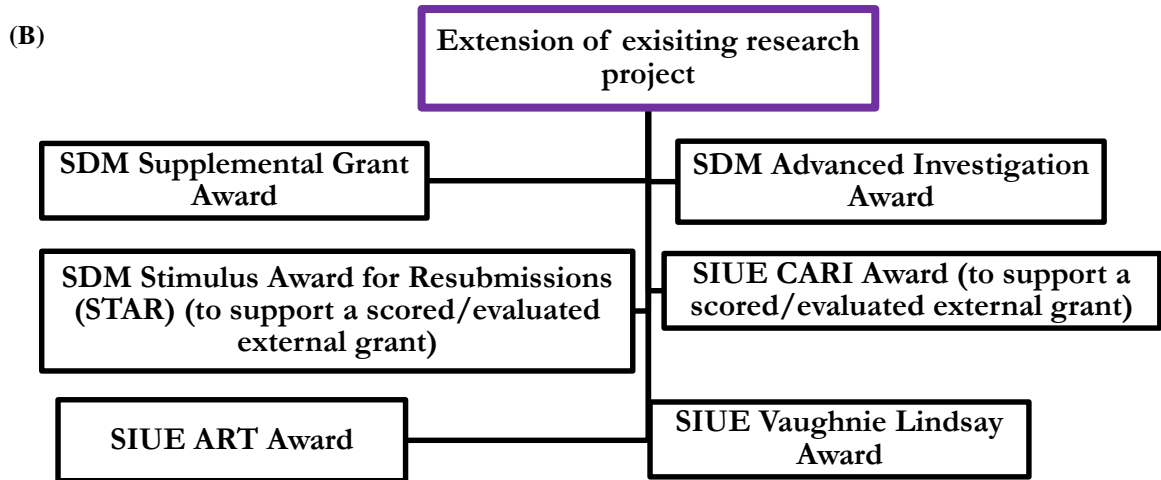 (B)
Extension of exisiting research
project
SDM Supplemental Grant
Award
SDM Advanced Investigation
Award
SDM Stimulus Award for Resubmissions
(STAR) (to support a scored/evaluated
external grant)
SIUE CARI Award (to support a
scored/evaluated external grant)
SIUE ART Award
SIUE Vaughnie Lindsay
Award